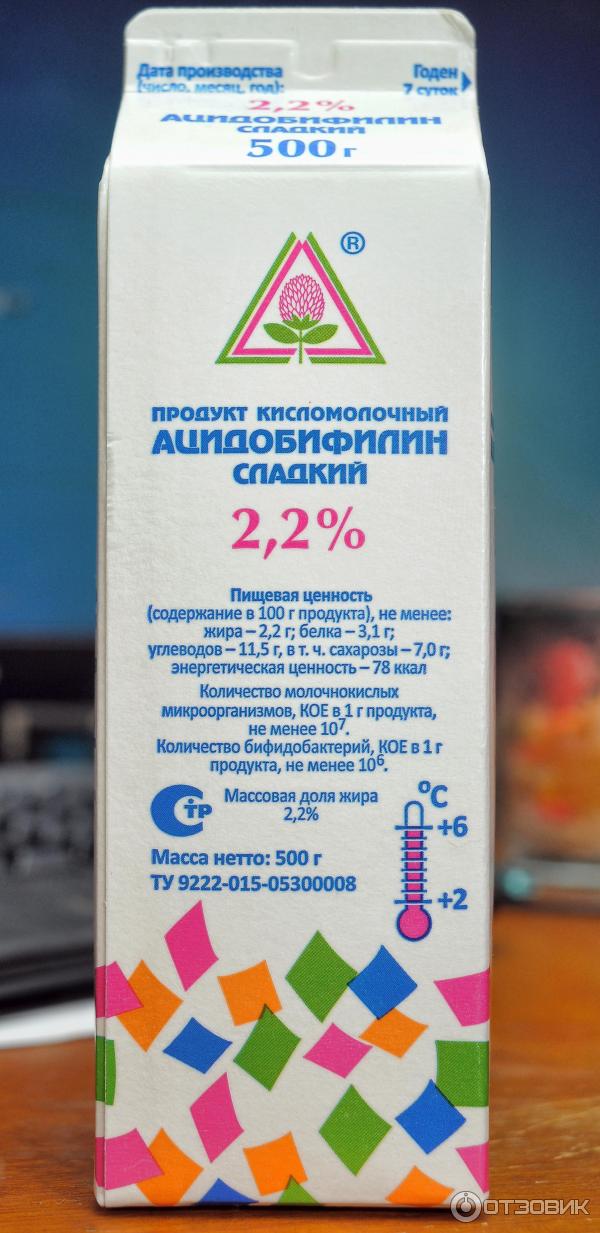 Дата производства
(число, месяц, год):
Годен
7 суток
2,2%
АЦИДОБИФИЛИН
СЛАДКИЙ
500 г
®
ПРОДУКТ КИСЛОМОЛОЧНЫЙ
АЦИДОБИФИЛИН
СЛАДКИЙ
2,2%
Пищевая ценность
(содержание в 100 г продукта), не менее:
жира – 2,2 г; белка – 3,1 г;
углеводов – 11,5 г, в т. ч. сахарозы – 7,0 г;
энергетическая ценность – 78 ккал
Количество молочнокислых
микроорганизмов, КОЕ в 1 г продукта,
не менее 10⁷.
Количество бифидобактерий, КОЕ в 1 г
продукта, не менее 10⁶.
СТР
Массовая доля жира
2,2%
°С
+6
+2
Масса нетто: 500 г
ТУ 9222-015-05300008
ОТЗОВИК